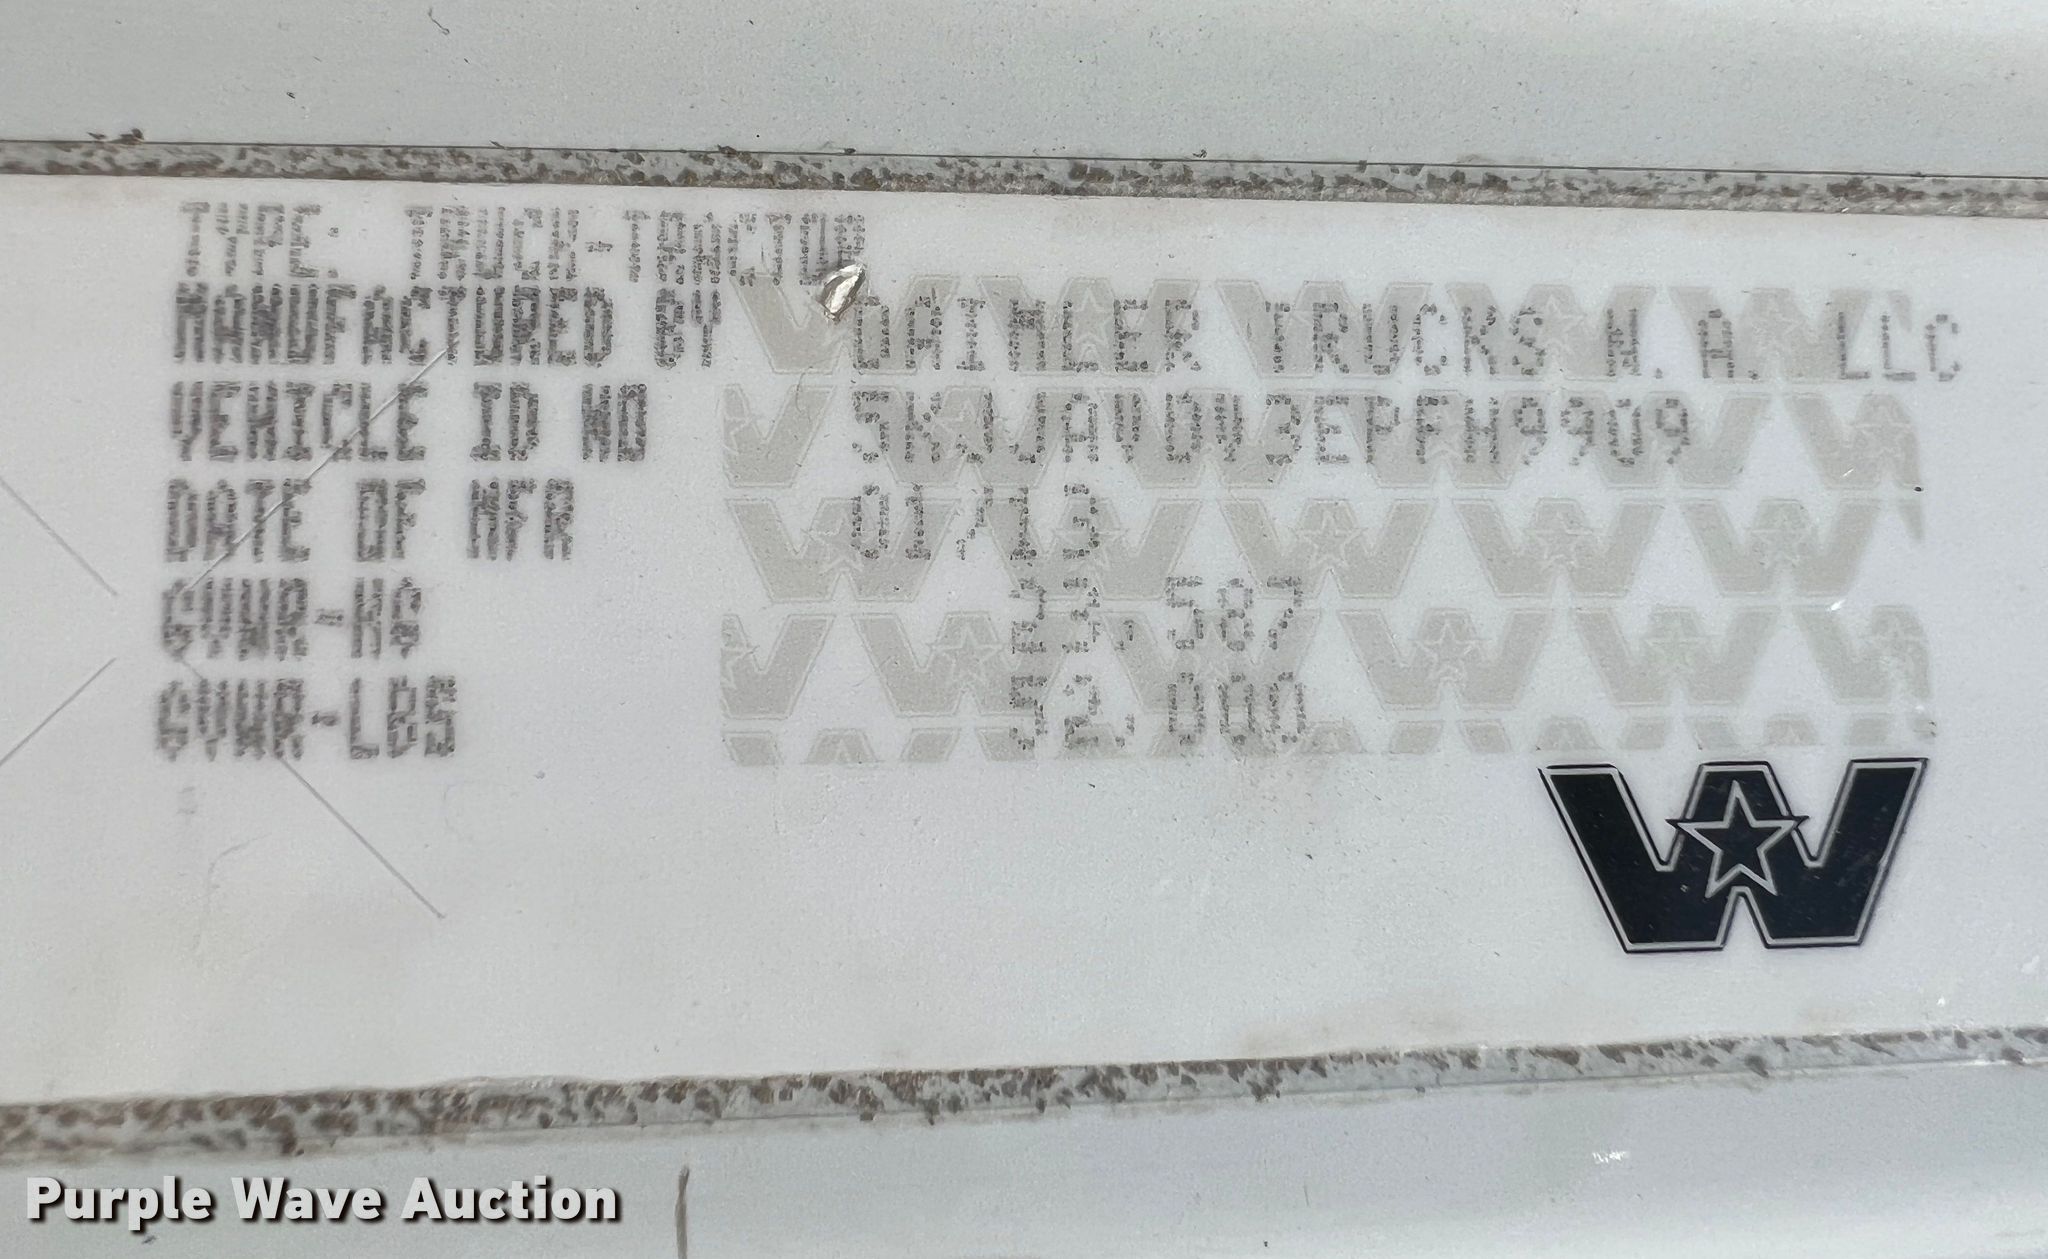 TYPE: TRUCK-TRACTOR
MANUFACTURED BY DAIMLER TRUCKS N.A. LLC
VEHICLE ID NO 5KJJAVDV3EPFH9909
DATE OF MFR 01/13
GVWR-KG 23,587
GVWR-LBS 52,000
W
Purple Wave Auction